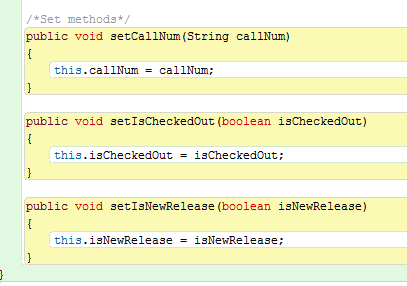 /*Set methods*/
public void setCallNum(String callNum)
{
this.callNum = callNum;
}
public void setIsCheckedOut(boolean isCheckedOut)
{
this.isCheckedOut = isCheckedOut;
}
public void setIsNewRelease(boolean isNewRelease)
{
this.isNewRelease = isNewRelease;
}
}